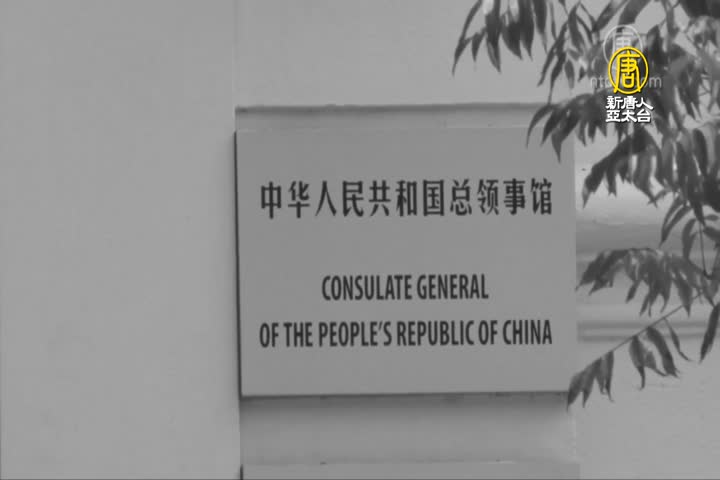 唐
新唐人
亞太台
中华人民共和国总领事馆
CONSULATE GENERAL
OF THE PEOPLE'S REPUBLIC OF CHINA